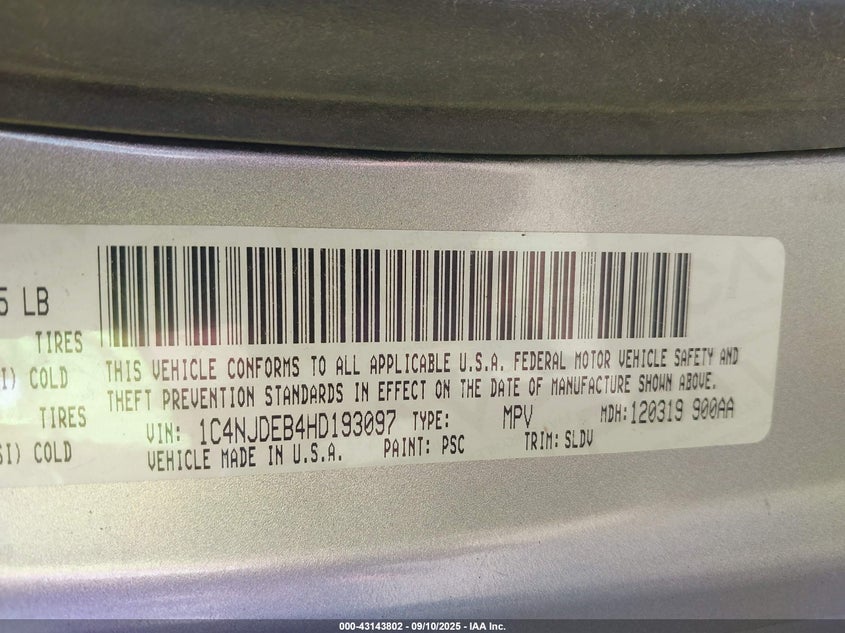 5 LB
TIRES
I) COLD
TIRES
SI) COLD
THIS VEHICLE CONFORMS TO ALL APPLICABLE U.S.A. FEDERAL MOTOR VEHICLE SAFETY AND
THEFT PREVENTION STANDARDS IN EFFECT ON THE DATE OF MANUFACTURE SHOWN ABOVE.
VIN: 1C4NJDEB4HD193097 TYPE: MPV MDH:120319 900AA
VEHICLE MADE IN U.S.A. PAINT: PSC TRIM: SLDV
000-43143802 - 09/10/2025 - IAA Inc.